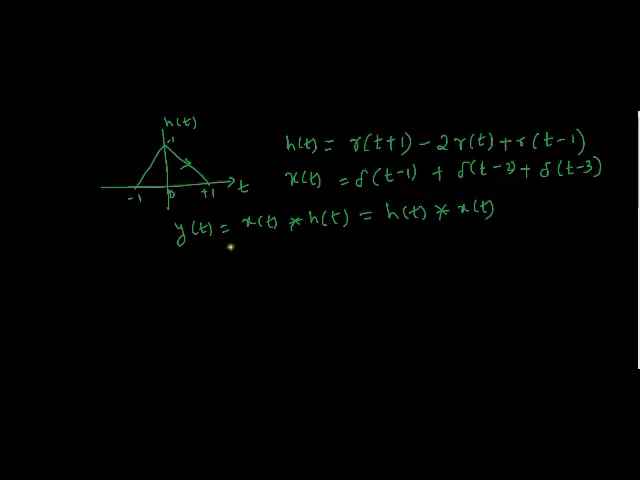 h(t)
1
-1 0 +1 t
h(t) = r(t+1) - 2r(t) + r(t-1)
x(t) = δ(t-1) + δ(t-2) + δ(t-3)
y(t) = x(t) * h(t) = h(t) * x(t)